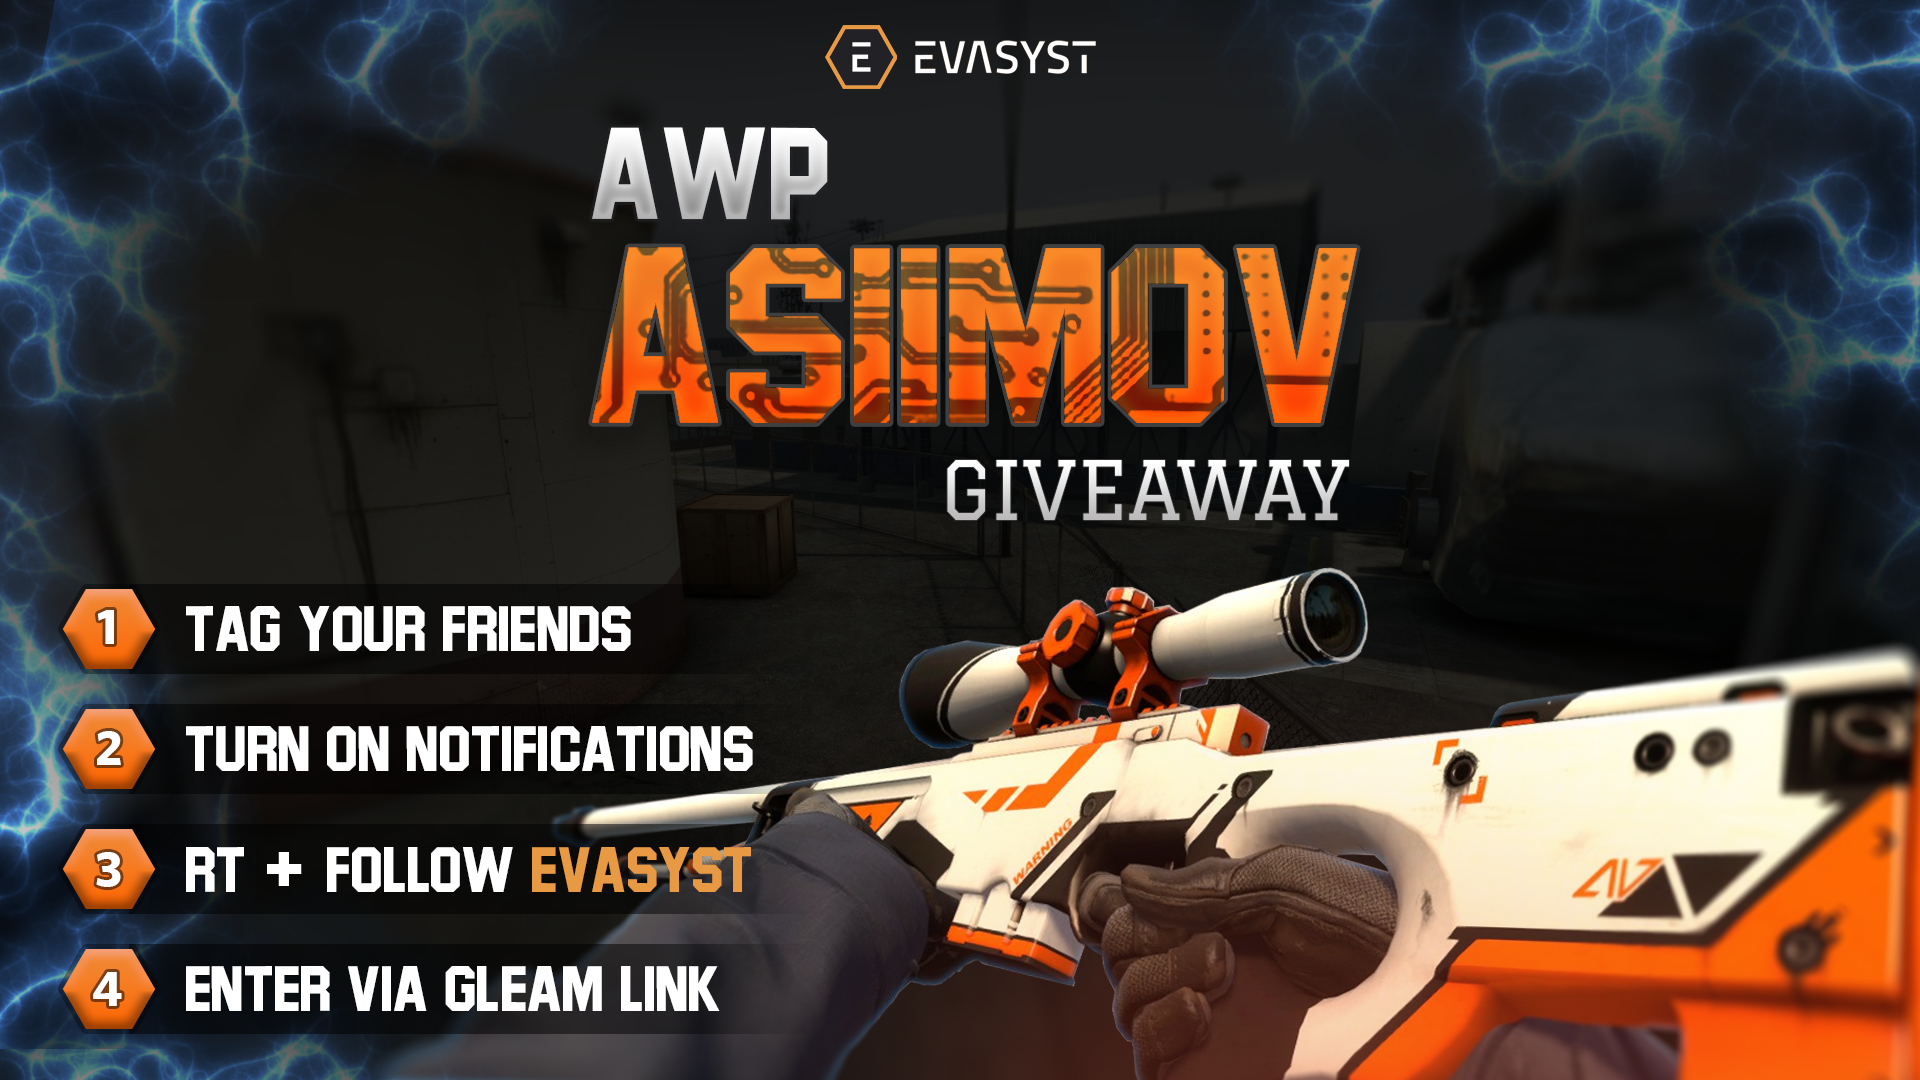 E EVASYST
AWP
ASIIMOV
GIVEAWAY
1 TAG YOUR FRIENDS
2 TURN ON NOTIFICATIONS
3 RT + FOLLOW EVASYST
4 ENTER VIA GLEAM LINK
WARNING